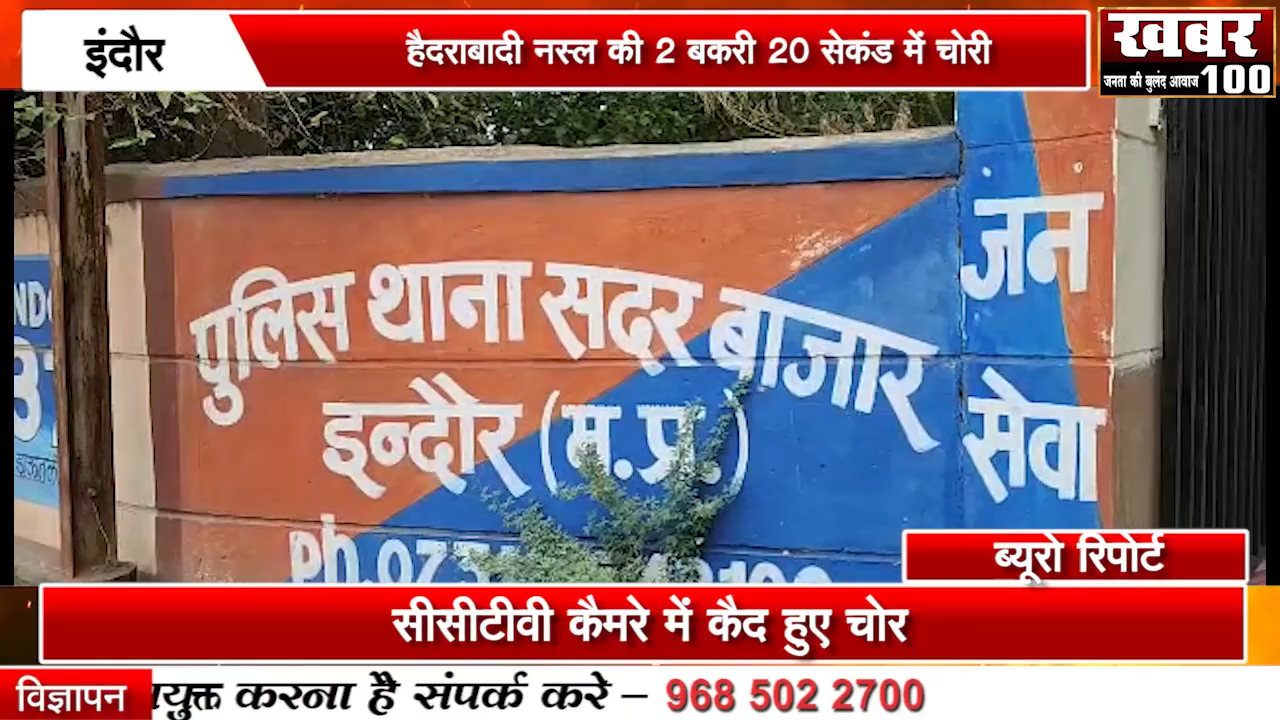 इंदौर
हैदराबादी नस्ल की 2 बकरी 20 सेकंड में चोरी
खबर
जनता की बुलंद आवाज 100
पुलिस थाना सदर बाजार
इन्दौर (म.प्र.)
जन
सेवा
ब्यूरो रिपोर्ट
सीसीटीवी कैमरे में कैद हुए चोर
विज्ञापन
करना है संपर्क करे – 968 502 2700